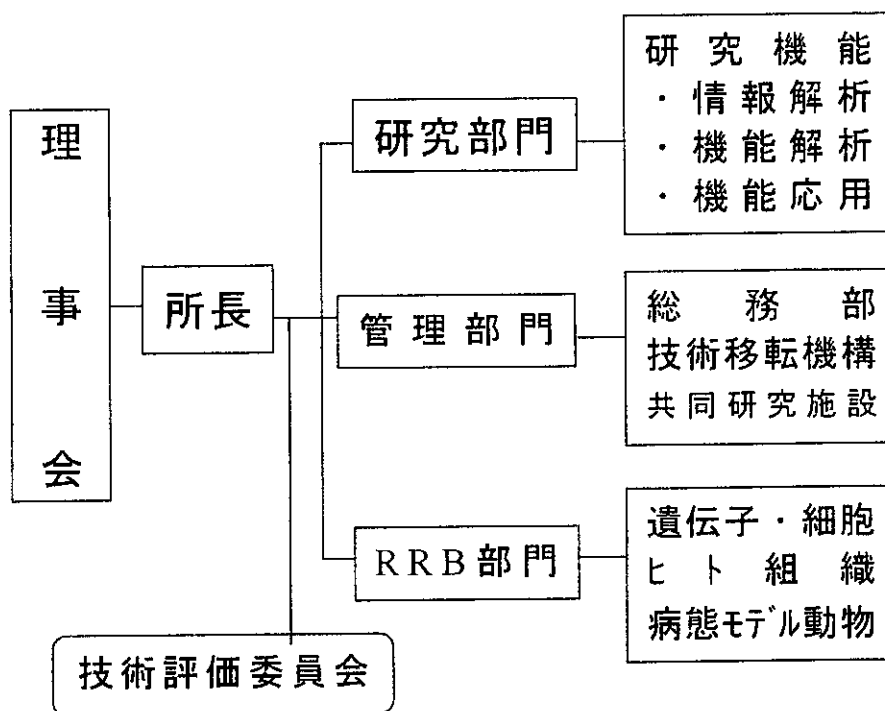 理事会
所長
技術評価委員会
研究部門
研究機能
・情報解析
・機能解析
・機能応用
管理部門
総務部
技術移転機構
共同研究施設
RRB部門
遺伝子・細胞
ヒト組織
病態モデル動物